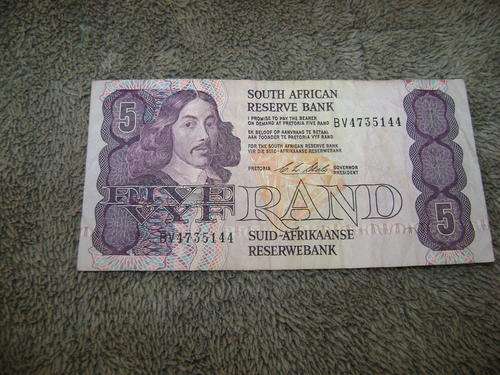 5
SOUTH AFRICAN
RESERVE BANK
I PROMISE TO PAY THE BEARER
ON DEMAND AT PRETORIA FIVE RAND
BV4735144
EK BELOOF OM AANVRAAG TE BETAAL
AAN TOONDER TE PRETORIA VYF RAND
FOR THE SOUTH AFRICAN RESERVE BANK
VIR DIE SUID-AFRIKAANSE RESERWEBANK
PRETORIA
GOVERNOR
PRESIDENT
FIVE
VYF RAND
5
BV4735144
SUID-AFRIKAANSE
RESERWEBANK